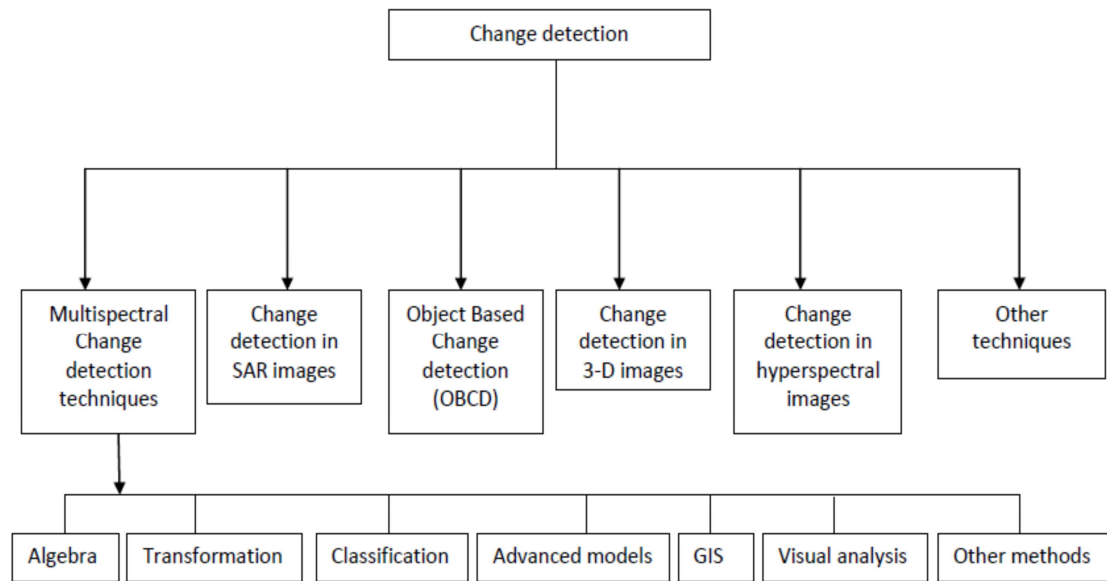 Change detection
Multispectral
Change
detection
techniques
Change
detection in
SAR images
Object Based
Change
detection
(OBCD)
Change
detection in
3-D images
Change
detection in
hyperspectral
images
Other
techniques
Algebra
Transformation
Classification
Advanced models
GIS
Visual analysis
Other methods